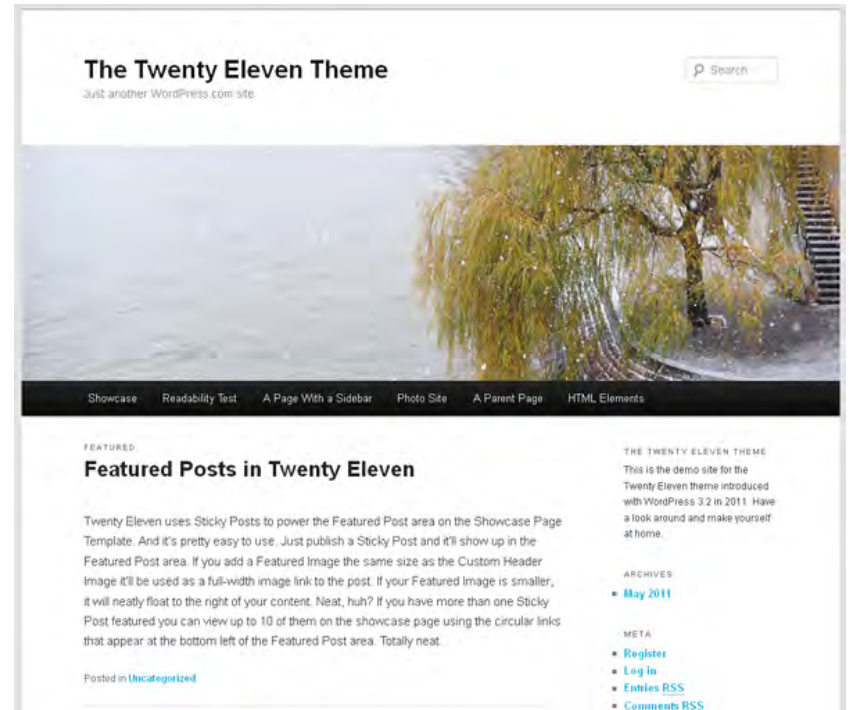 The Twenty Eleven Theme
Search
Just another WordPress.com site
Showcase Readability Test A Page With a Sidebar Photo Site A Parent Page HTML Elements
FEATURED
Featured Posts in Twenty Eleven
Twenty Eleven uses Sticky Posts to power the Featured Post area on the Showcase Page
Template. And it's pretty easy to use. Just publish a Sticky Post and it'll show up in the
Featured Post area. If you add a Featured Image the same size as the Custom Header
Image it'll be used as a full-width image link to the post. If your Featured Image is smaller,
it will neatly float to the right of your content. Neat, huh? If you have more than one Sticky
Post featured you can view up to 10 of them on the showcase page using the circular links
that appear at the bottom left of the Featured Post area. Totally neat.
Posted in Uncategorized
THE TWENTY ELEVEN THEME
This is the demo site for the
Twenty Eleven theme introduced
with WordPress 3.2 in 2011. Have
a look around and make yourself
at home.
ARCHIVES
May 2011
META
Register
Log in
Entries RSS
Comments RSS